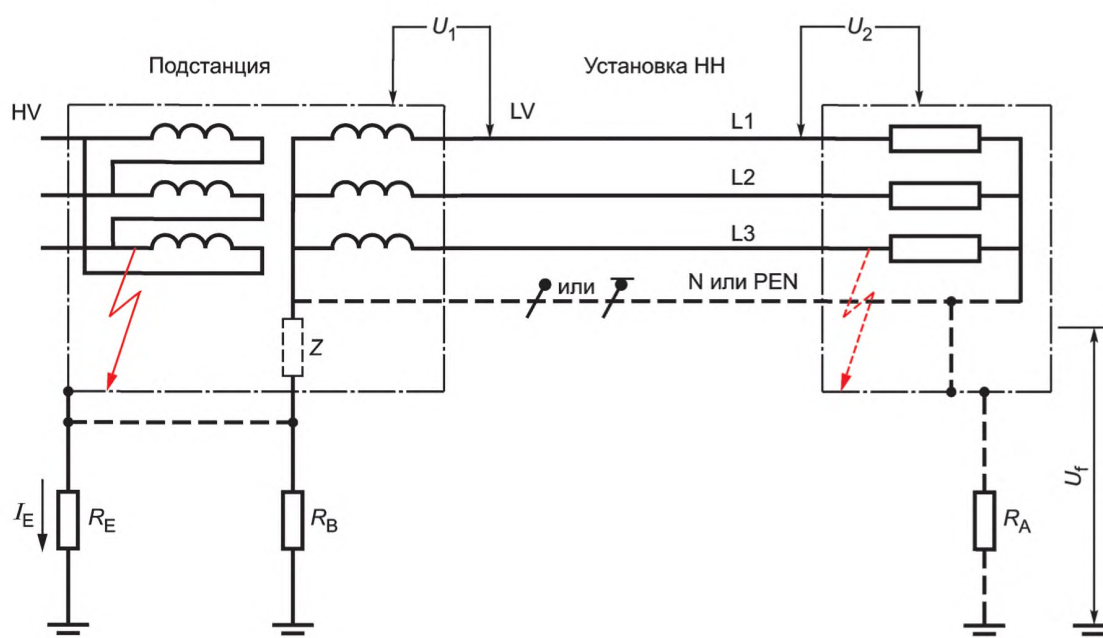 U1
U2
Подстанция
Установка НН
HV
LV
L1
L2
L3
или
N или PEN
Z
IE
RE
RB
RA
Uf